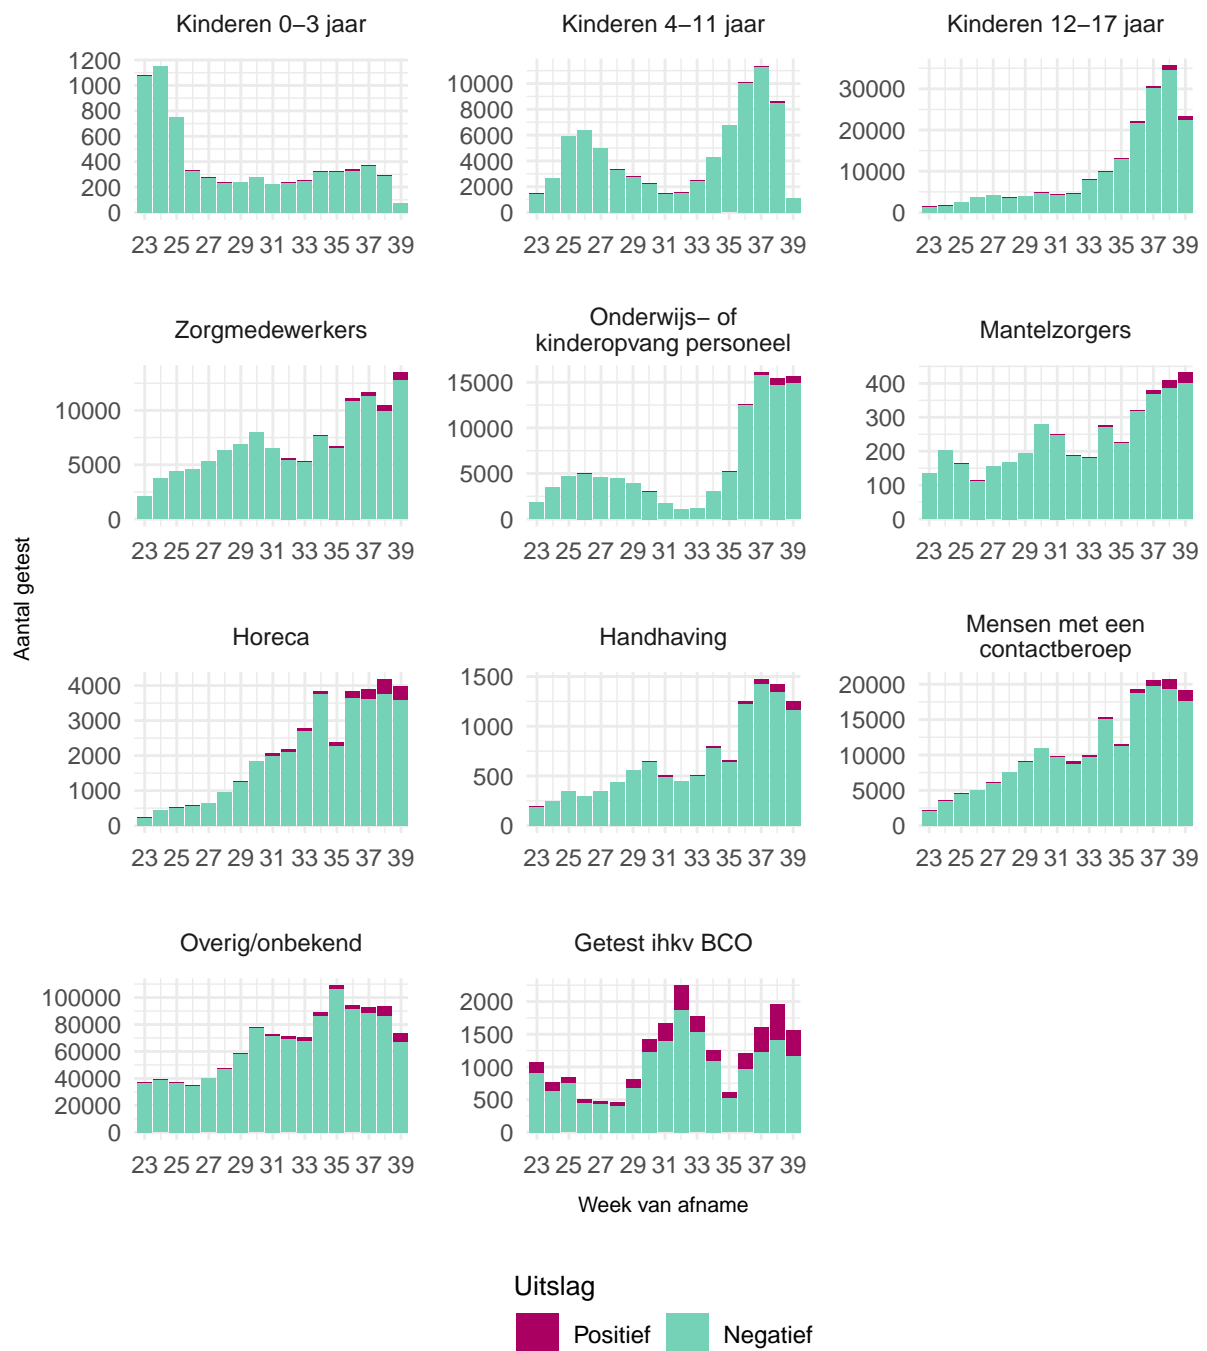 Kinderen 0–3 jaar
1200
1000
800
600
400
200
0
23 25 27 29 31 33 35 37 39
Kinderen 4–11 jaar
10000
8000
6000
4000
2000
0
23 25 27 29 31 33 35 37 39
Kinderen 12–17 jaar
30000
20000
10000
0
23 25 27 29 31 33 35 37 39
Zorgmedewerkers
10000
5000
0
23 25 27 29 31 33 35 37 39
Onderwijs– of
kinderopvang personeel
15000
10000
5000
0
23 25 27 29 31 33 35 37 39
Mantelzorgers
400
300
200
100
0
23 25 27 29 31 33 35 37 39
Aantal getest
Horeca
4000
3000
2000
1000
0
23 25 27 29 31 33 35 37 39
Handhaving
1500
1000
500
0
23 25 27 29 31 33 35 37 39
Mensen met een
contactberoep
20000
15000
10000
5000
0
23 25 27 29 31 33 35 37 39
Overig/onbekend
100000
80000
60000
40000
20000
0
23 25 27 29 31 33 35 37 39
Getest ihkv BCO
2000
1500
1000
500
0
23 25 27 29 31 33 35 37 39
Week van afname
Uitslag
Positief
Negatief